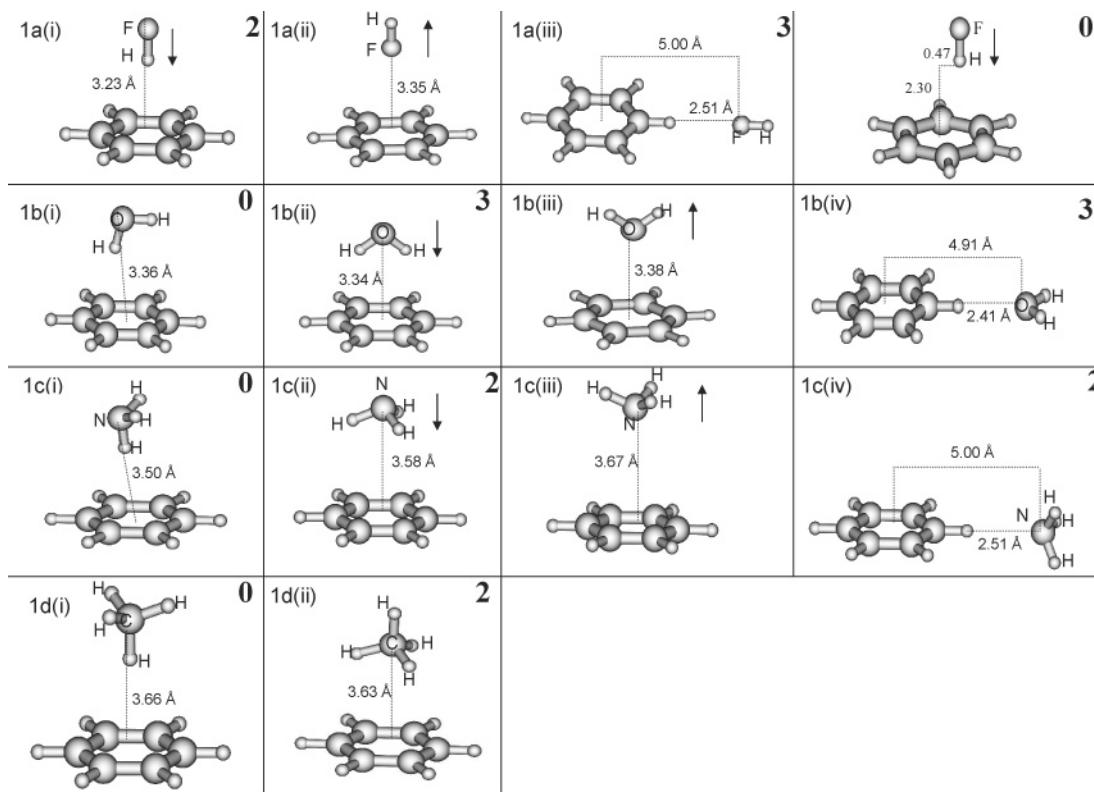 1a(i)
2
F
H
3.23 Å
1a(ii)
H
F
3.35 Å
1a(iii)
3
5.00 Å
2.51 Å
F H
0
F
0.47 H
2.30
1b(i)
0
O H
H
3.36 Å
1b(ii)
3
O
H H
3.34 Å
1b(iii)
H H
O
3.38 Å
1b(iv)
3
4.91 Å
H
O
2.41 Å
H
1c(i)
0
H
N H
H
3.50 Å
1c(ii)
2
N
H H
H
3.58 Å
1c(iii)
H
H H
N
3.67 Å
1c(iv)
2
5.00 Å
H
N H
2.51 Å
H
1d(i)
0
H
H
C
H
H
3.66 Å
1d(ii)
2
H
C H
H
H
3.63 Å